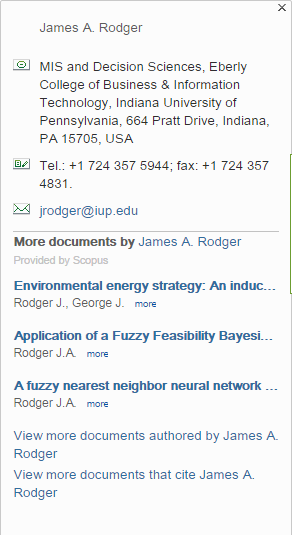 James A. Rodger
MIS and Decision Sciences, Eberly
College of Business & Information
Technology, Indiana University of
Pennsylvania, 664 Pratt Drive, Indiana,
PA 15705, USA
Tel.: +1 724 357 5944; fax: +1 724 357
4831.
jrodger@iup.edu
More documents by James A. Rodger
Provided by Scopus
Environmental energy strategy: An induc...
Rodger J., George J. more
Application of a Fuzzy Feasibility Bayesi...
Rodger J.A. more
A fuzzy nearest neighbor neural network ...
Rodger J.A. more
View more documents authored by James A.
Rodger
View more documents that cite James A.
Rodger